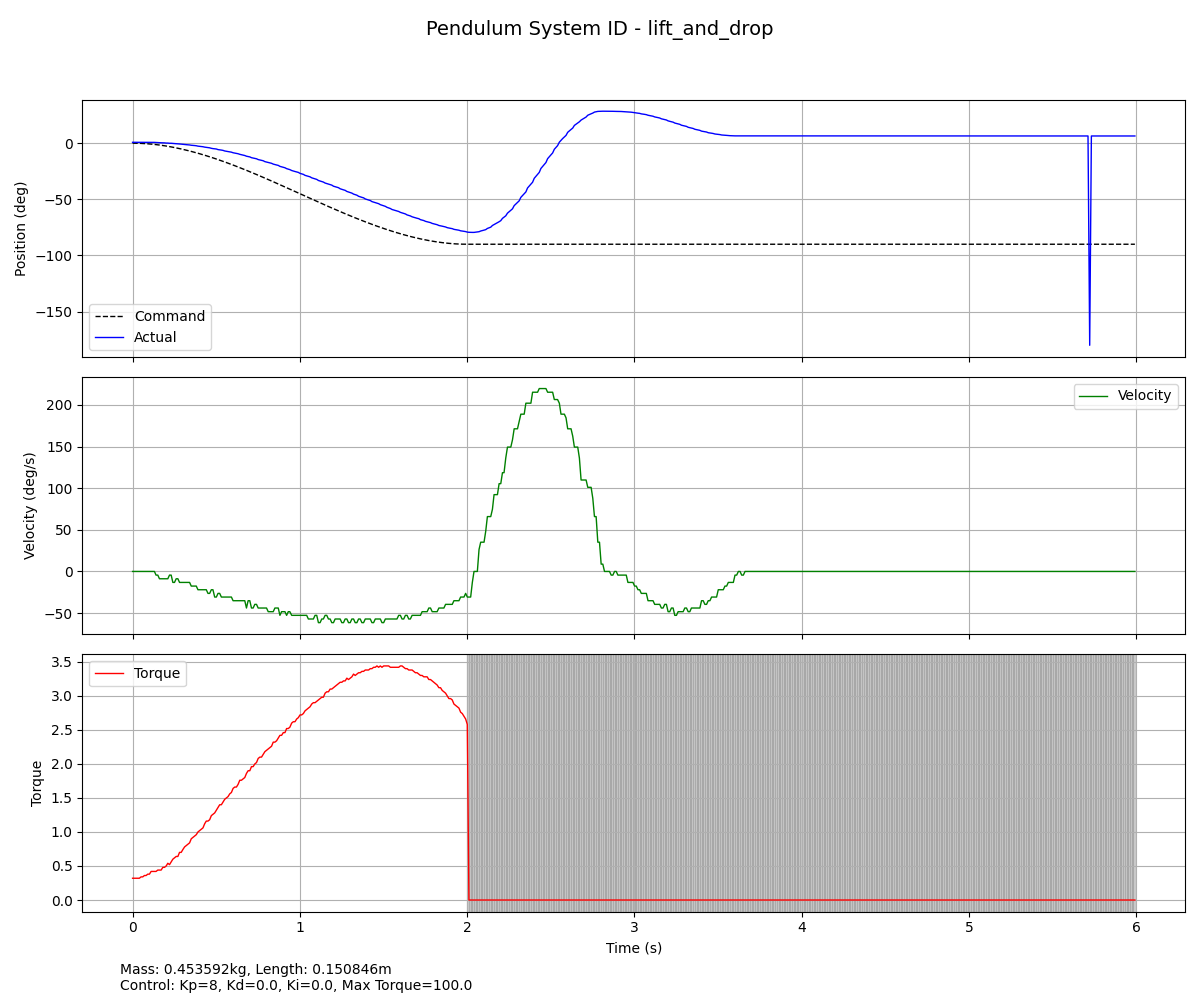 Pendulum System ID - lift_and_drop
Position (deg)
0
−50
−100
−150
Command
Actual
Velocity (deg/s)
200
150
100
50
0
−50
Velocity
Torque
3.5
3.0
2.5
2.0
1.5
1.0
0.5
0.0
Torque
0 1 2 3 4 5 6
Time (s)
Mass: 0.453592kg, Length: 0.150846m
Control: Kp=8, Kd=0.0, Ki=0.0, Max Torque=100.0